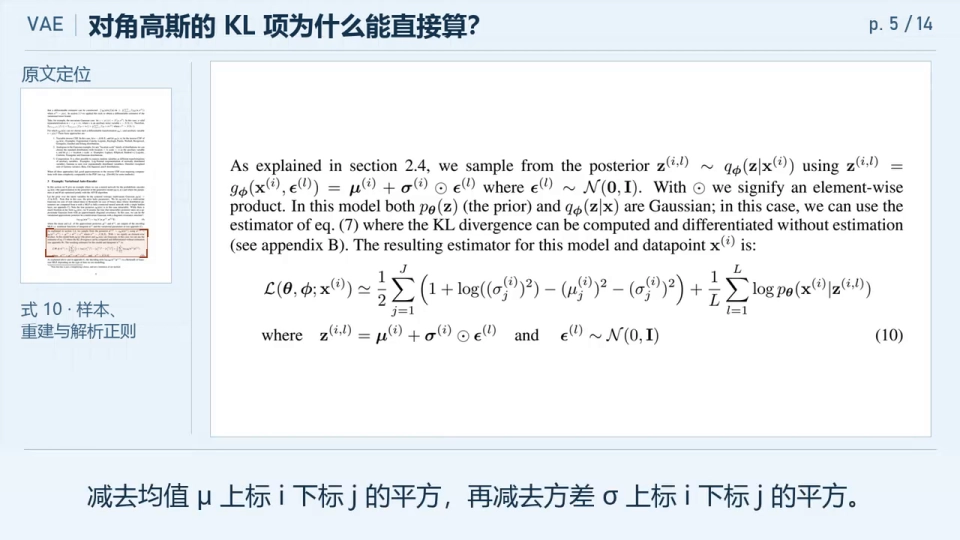 VAE
对角高斯的 KL 项为什么能直接算?
p. 5 / 14
原文定位
式 10 · 样本、
重建与解析正则
As explained in section 2.4, we sample from the posterior z^{(i,l)} ∼ q_ϕ(z|x^{(i)}) using z^{(i,l)} =
g_ϕ(x^{(i)}, ϵ^{(l)}) = μ^{(i)} + σ^{(i)} ⊙ ϵ^{(l)} where ϵ^{(l)} ∼ N(0, I). With ⊙ we signify an element-wise
product. In this model both p_θ(z) (the prior) and q_ϕ(z|x) are Gaussian; in this case, we can use the
estimator of eq. (7) where the KL divergence can be computed and differentiated without estimation
(see appendix B). The resulting estimator for this model and datapoint x^{(i)} is:
L(θ, ϕ; x^{(i)}) ≃ \frac{1}{2} \sum_{j=1}^{J} (1 + log((σ_j^{(i)})^2) − (μ_j^{(i)})^2 − (σ_j^{(i)})^2) + \frac{1}{L} \sum_{l=1}^{L} log p_θ(x^{(i)}|z^{(i,l)})
where z^{(i,l)} = μ^{(i)} + σ^{(i)} ⊙ ϵ^{(l)} and ϵ^{(l)} ∼ N(0, I) (10)
减去均值 μ 上标 i 下标 j 的平方，再减去方差 σ 上标 i 下标 j 的平方。